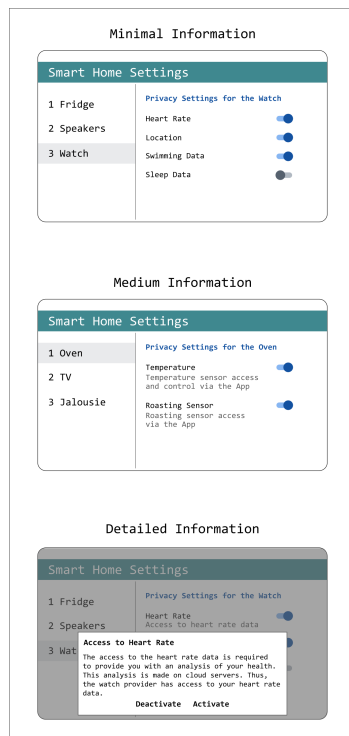 Minimal Information
Smart Home Settings
1 Fridge
2 Speakers
3 Watch
Privacy Settings for the Watch
Heart Rate
Location
Swimming Data
Sleep Data
Medium Information
Smart Home Settings
1 Oven
2 TV
3 Jalousie
Privacy Settings for the Oven
Temperature
Temperature sensor access
and control via the App
Roasting Sensor
Roasting sensor access
via the App
Detailed Information
Smart Home Settings
1 Fridge
2 Speakers
3 Wat
Privacy Settings for the Watch
Heart Rate
Access to heart rate data
Access to Heart Rate
The access to the heart rate data is required
to provide you with an analysis of your health.
This analysis is made on cloud servers. Thus,
the watch provider has access to your heart rate
data.
Deactivate Activate